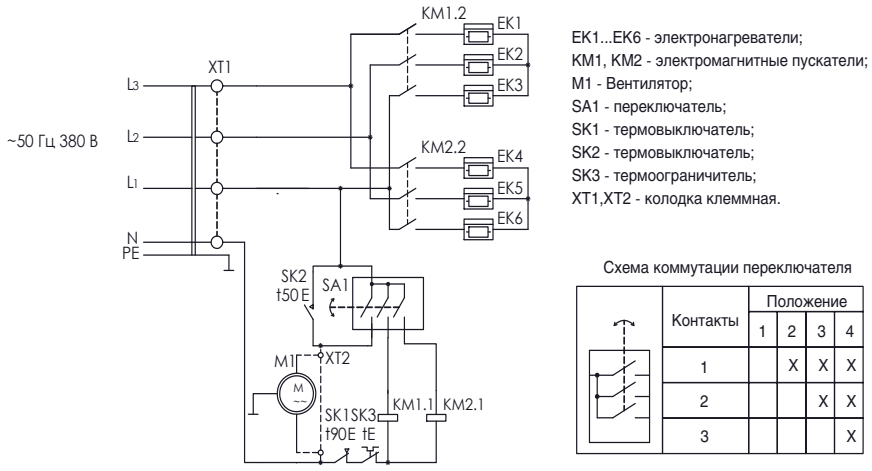 KM1.2
EK1
EK2
EK3
XT1
L3
~50 Гц 380 В
L2
KM2.2
EK4
L1
EK5
EK6
N
PE
SK2
t50 E
SA1
M1
XT2
M
~~
SK1 SK3
t90E tE
KM1.1
KM2.1
EK1...EK6 - электронагреватели;
KM1, KM2 - электромагнитные пускатели;
M1 - Вентилятор;
SA1 - переключатель;
SK1 - термовыключатель;
SK2 - термовыключатель;
SK3 - термоограничитель;
XT1,XT2 - колодка клеммная.
Схема коммутации переключателя
Контакты
Положение
1 2 3 4
1 X X X
2 X X
3 X